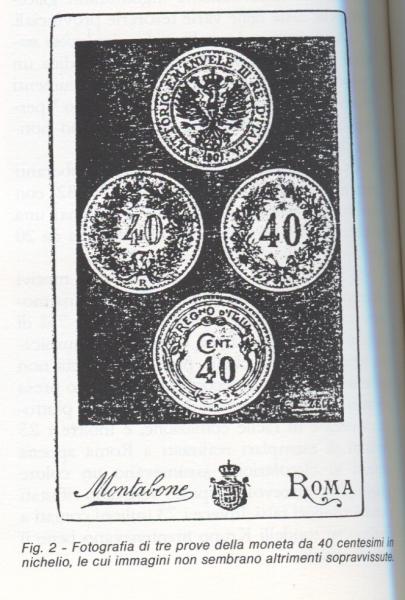 VITTORIO EMANVELE III RE D'ITALIA
1901
40
R
40
REGNO D'ITALIA
CENT.
40
Montabone
ROMA
Fig. 2 - Fotografia di tre prove della moneta da 40 centesimi in
nichelio, le cui immagini non sembrano altrimenti sopravvissute.